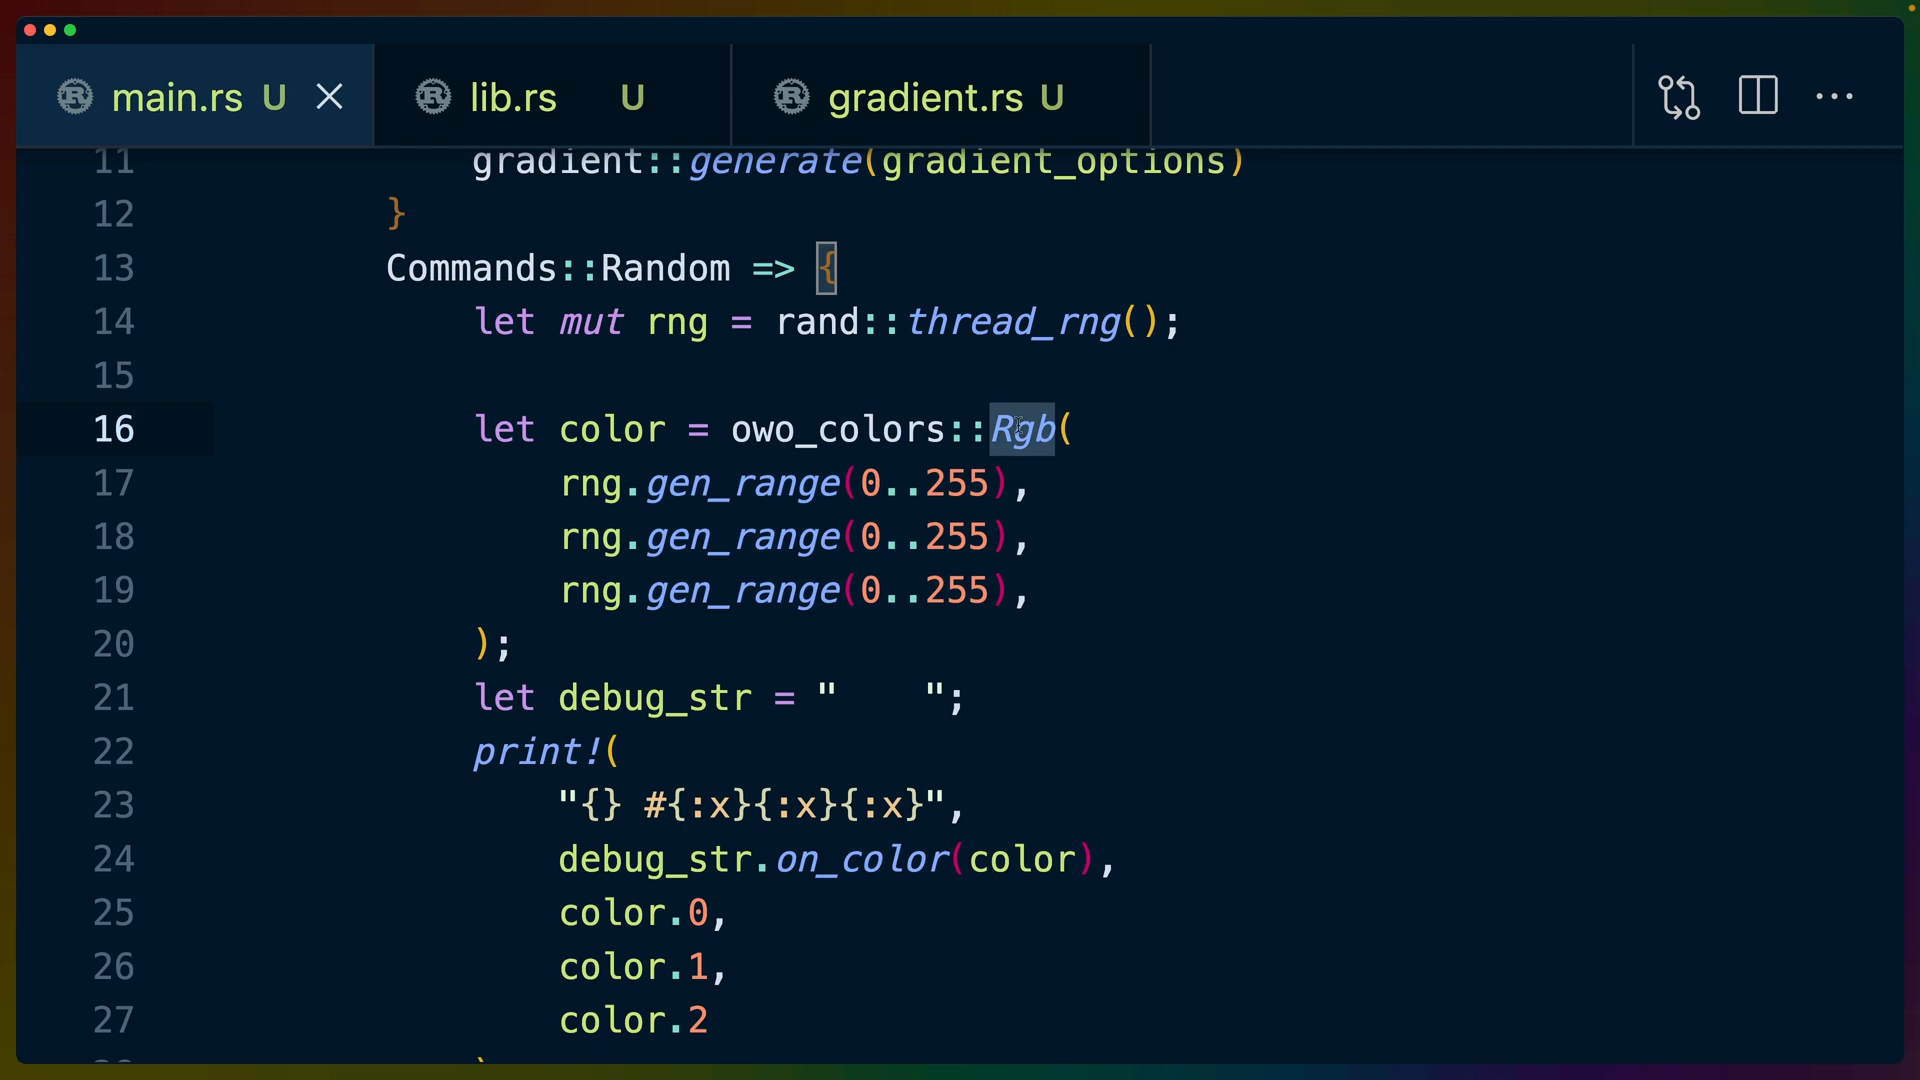 main.rs U
lib.rs U
gradient.rs U
11 gradient::generate(gradient_options)
12 }
13 Commands::Random => {
14 let mut rng = rand::thread_rng();
15
16 let color = owo_colors::Rgb(
17 rng.gen_range(0..255),
18 rng.gen_range(0..255),
19 rng.gen_range(0..255),
20 );
21 let debug_str = "    ";
22 print!(
23 "{} #{:x}{:x}{:x}",
24 debug_str.on_color(color),
25 color.0,
26 color.1,
27 color.2